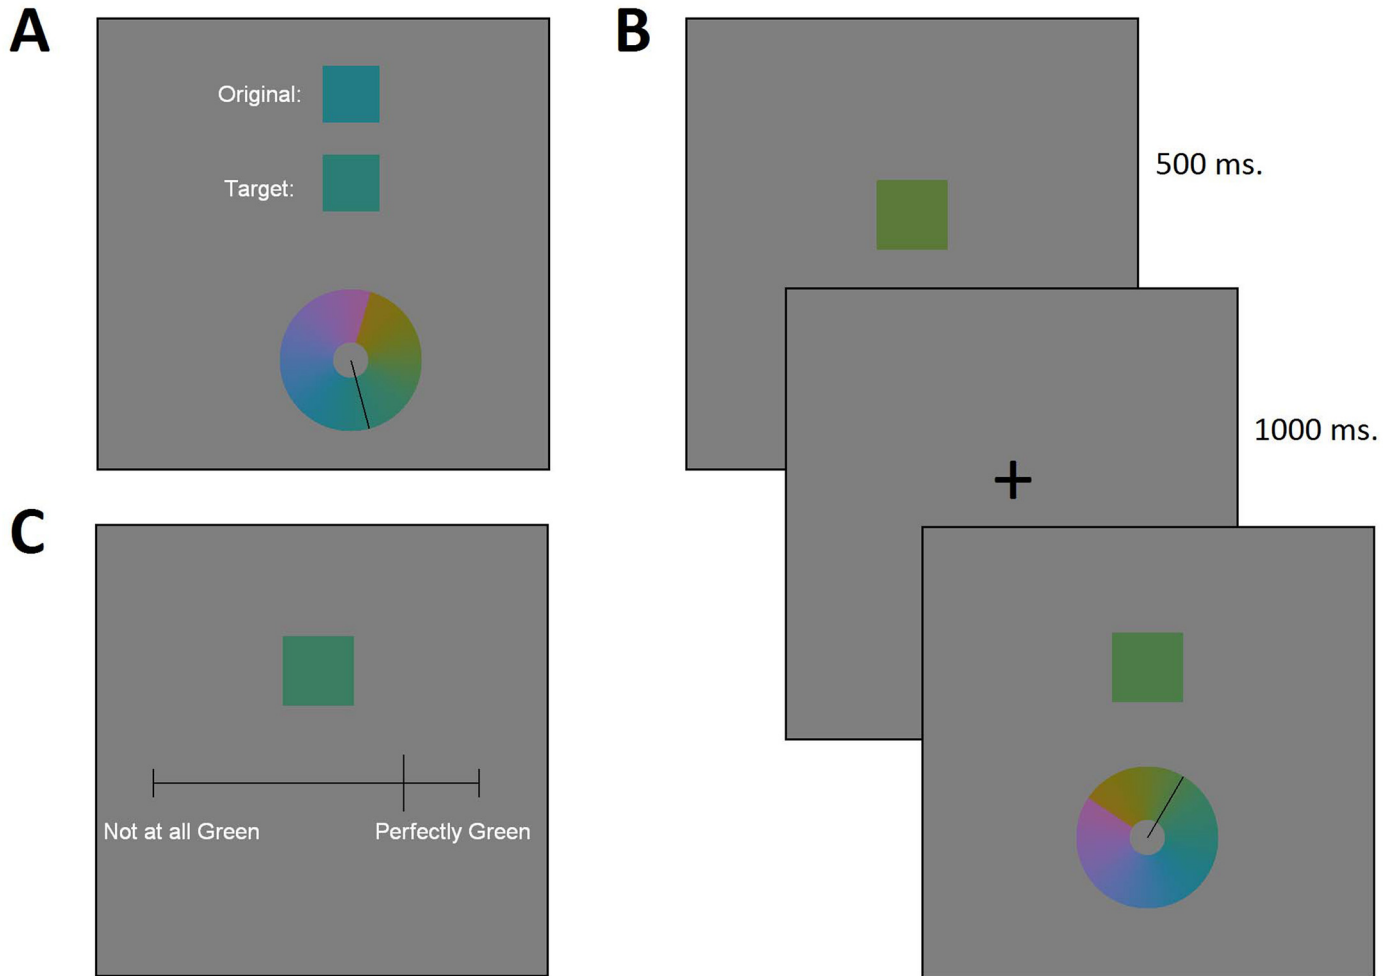 A
Original:
Target:
B
500 ms.
1000 ms.
+
C
Not at all Green
Perfectly Green